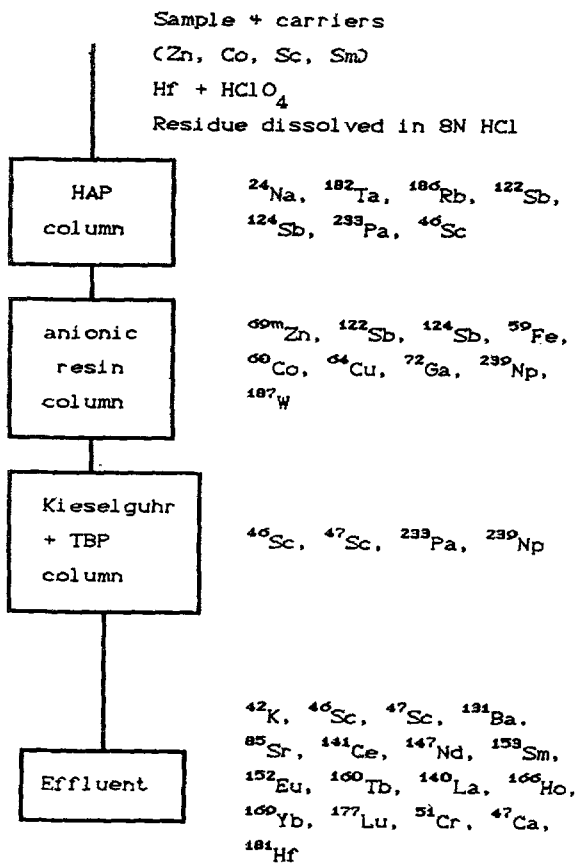 Sample + carriers
(Zn, Co, Sc, Sm)
Hf + HClO₄
Residue dissolved in 8N HCl
HAP
column
²⁴Na, ¹⁸²Ta, ¹⁸⁶Rb, ¹²²Sb,
¹²⁴Sb, ²³³Pa, ⁴⁶Sc
anionic
resin
column
⁶⁹ᵐZn, ¹²²Sb, ¹²⁴Sb, ⁵⁹Fe,
⁶⁰Co, ⁶⁴Cu, ⁷²Ga, ²³⁹Np,
¹⁸⁷W
Kieselguhr
+ TBP
column
⁴⁶Sc, ⁴⁷Sc, ²³³Pa, ²³⁹Np
Effluent
⁴²K, ⁴⁶Sc, ⁴⁷Sc, ¹³¹Ba.
⁸⁵Sr, ¹⁴¹Ce, ¹⁴⁷Nd, ¹⁵³Sm,
¹⁵²Eu, ¹⁶⁰Tb, ¹⁴⁰La, ¹⁶⁶Ho,
¹⁶⁹Yb, ¹⁷⁷Lu, ⁵¹Cr, ⁴⁷Ca,
¹⁸¹Hf